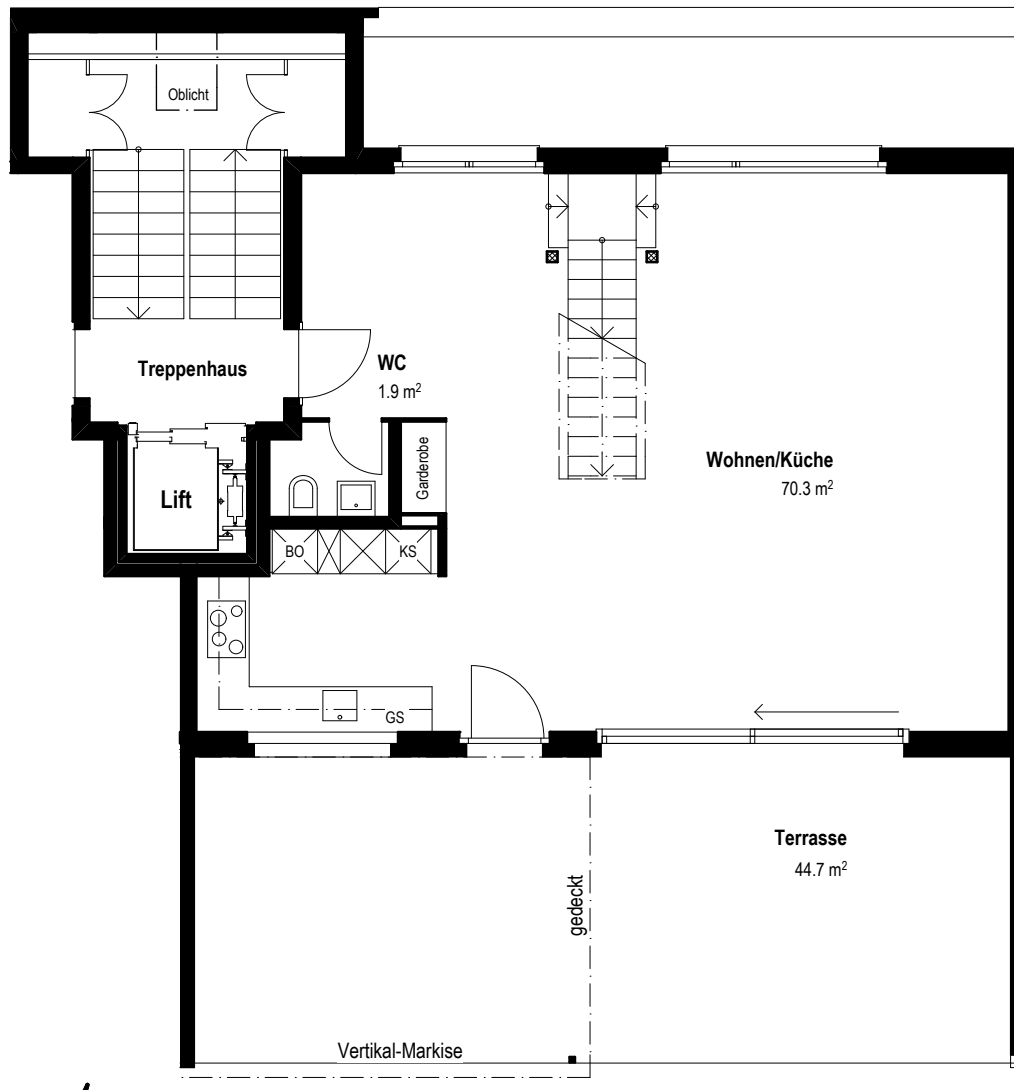 Oblicht
Treppenhaus
WC
1.9 m²
Garderobe
Wohnen/Küche
70.3 m²
Lift
BO
KS
GS
Terrasse
44.7 m²
gedeckt
Vertikal-Markise